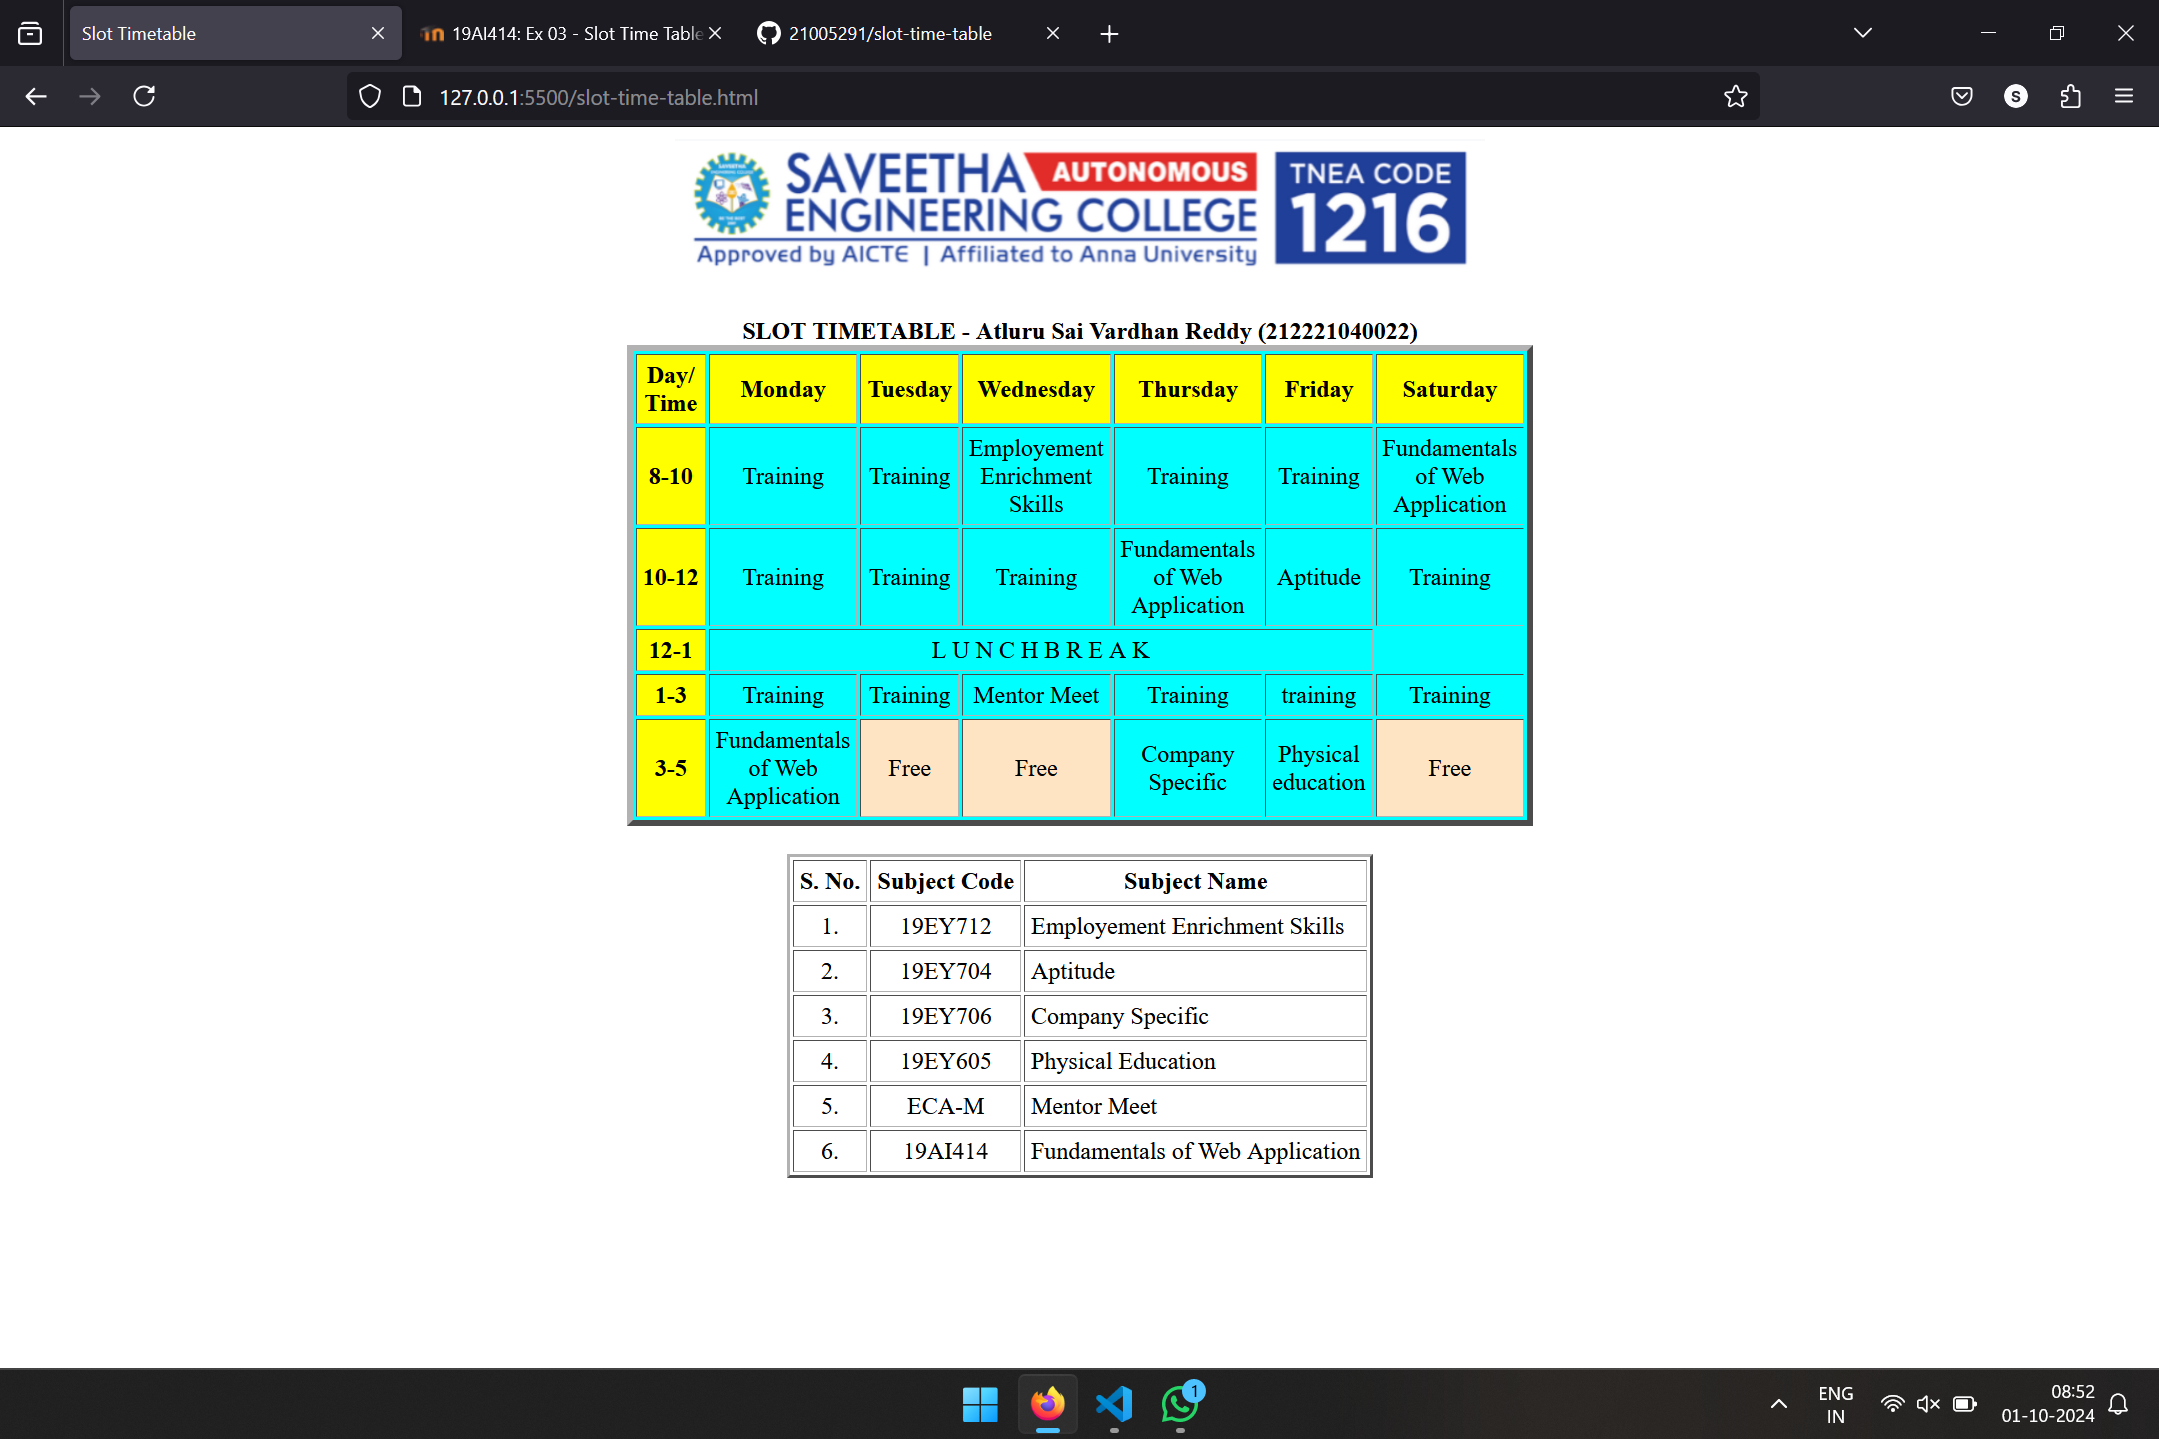 Slot Timetable
19AI414: Ex 03 - Slot Time Table
21005291/slot-time-table
127.0.0.1:5500/slot-time-table.html
S
SAVEETHA AUTONOMOUS
ENGINEERING COLLEGE
Approved by AICTE | Affiliated to Anna University
TNEA CODE
1216
SLOT TIMETABLE - Atluru Sai Vardhan Reddy (212221040022)
Day/ Time Monday Tuesday Wednesday Thursday Friday Saturday
8-10 Training Training Employement Enrichment Skills Training Training Fundamentals of Web Application
10-12 Training Training Training Fundamentals of Web Application Aptitude Training
12-1 L U N C H B R E A K
1-3 Training Training Mentor Meet Training training Training
3-5 Fundamentals of Web Application Free Free Company Specific Physical education Free
S. No. Subject Code Subject Name
1. 19EY712 Employement Enrichment Skills
2. 19EY704 Aptitude
3. 19EY706 Company Specific
4. 19EY605 Physical Education
5. ECA-M Mentor Meet
6. 19AI414 Fundamentals of Web Application
1
ENG
IN
08:52
01-10-2024